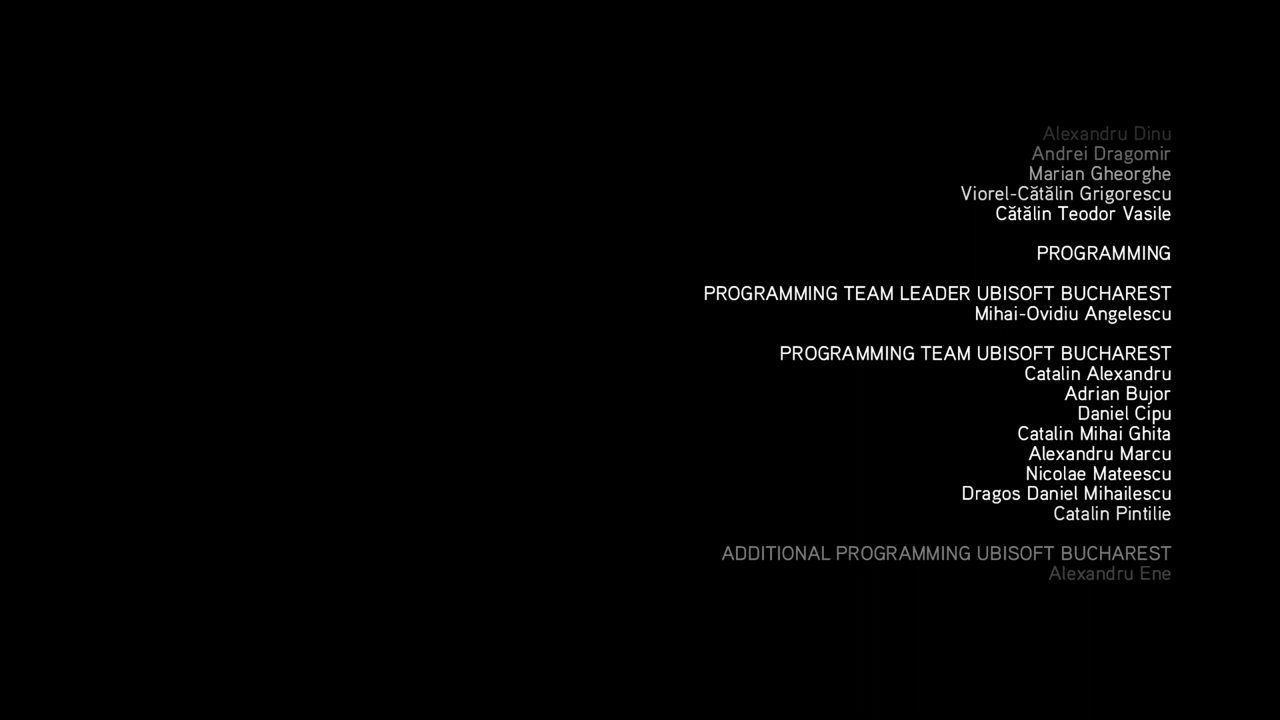 Alexandru Dinu
Andrei Dragomir
Marian Gheorghe
Viorel-Cătălin Grigorescu
Cătălin Teodor Vasile
PROGRAMMING
PROGRAMMING TEAM LEADER UBISOFT BUCHAREST
Mihai-Ovidiu Angelescu
PROGRAMMING TEAM UBISOFT BUCHAREST
Catalin Alexandru
Adrian Bujor
Daniel Cipu
Catalin Mihai Ghita
Alexandru Marcu
Nicolae Mateescu
Dragos Daniel Mihailescu
Catalin Pintilie
ADDITIONAL PROGRAMMING UBISOFT BUCHAREST
Alexandru Ene